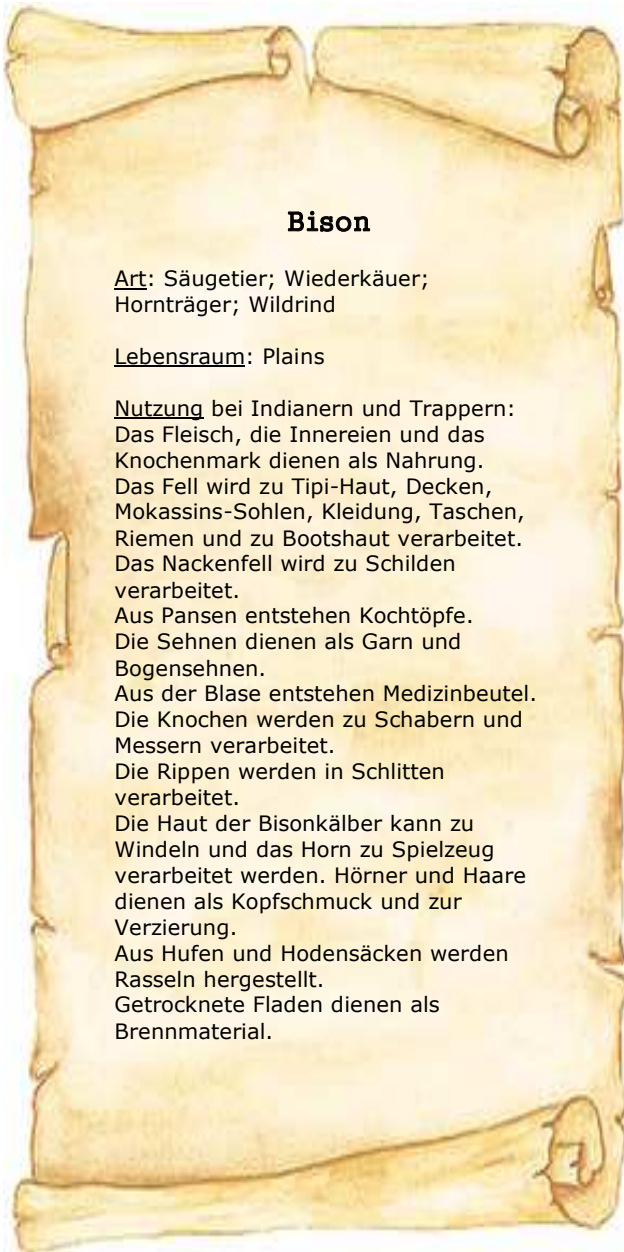 Bison
Art: Säugetier; Wiederkäuer;
Hornträger; Wildrind
Lebensraum: Plains
Nutzung bei Indianern und Trappern:
Das Fleisch, die Innereien und das
Knochenmark dienen als Nahrung.
Das Fell wird zu Tipi-Haut, Decken,
Mokassins-Sohlen, Kleidung, Taschen,
Riemen und zu Bootshaut verarbeitet.
Das Nackenfell wird zu Schilden
verarbeitet.
Aus Pansen entstehen Kochtöpfe.
Die Sehnen dienen als Garn und
Bogensehnen.
Aus der Blase entstehen Medizinbeutel.
Die Knochen werden zu Schabern und
Messern verarbeitet.
Die Rippen werden in Schlitten
verarbeitet.
Die Haut der Bisonkälber kann zu
Windeln und das Horn zu Spielzeug
verarbeitet werden. Hörner und Haare
dienen als Kopfschmuck und zur
Verzierung.
Aus Hufen und Hodensäcken werden
Rasseln hergestellt.
Getrocknete Fladen dienen als
Brennmaterial.